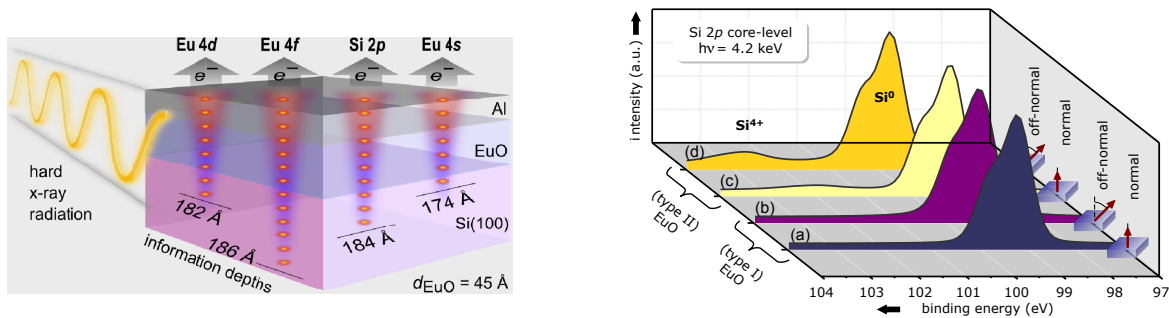 Eu 4d Eu 4f Si 2p Eu 4s
e⁻ e⁻ e⁻ e⁻
Al
EuO
Si(100)
hard
x-ray
radiation
182 Å
186 Å
184 Å
174 Å
information depths
dEuO = 45 Å
intensity (a.u.)
Si 2p core-level
hν = 4.2 keV
Si⁴⁺
Si⁰
(d)
(c)
(b)
(a)
off-normal
normal
off-normal
normal
(type II)
EuO
(type I)
EuO
104 103 102 101 100 99 98 97
binding energy (eV)